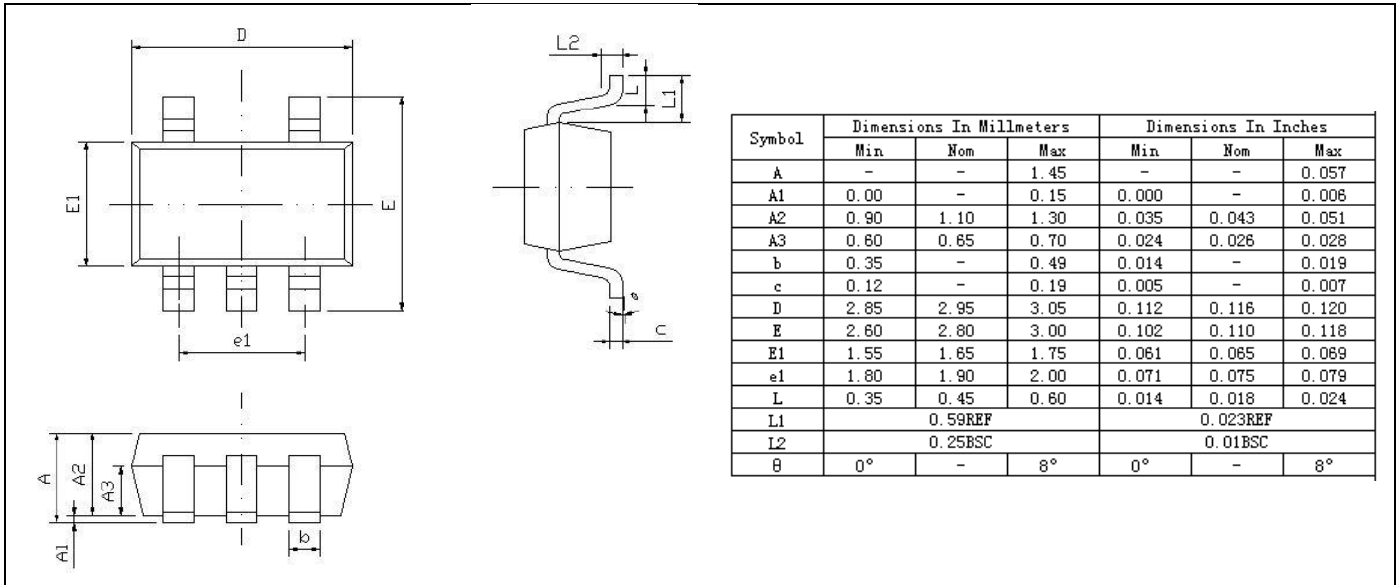 D
E1
E
e1
A
A2
A3
A1
b
L2
L
L1
c
Symbol Dimensions In Millmeters Dimensions In Inches
Min Nom Max Min Nom Max
A - - 1.45 - - 0.057
A1 0.00 - 0.15 0.000 - 0.006
A2 0.90 1.10 1.30 0.035 0.043 0.051
A3 0.60 0.65 0.70 0.024 0.026 0.028
b 0.35 - 0.49 0.014 - 0.019
c 0.12 - 0.19 0.005 - 0.007
D 2.85 2.95 3.05 0.112 0.116 0.120
E 2.60 2.80 3.00 0.102 0.110 0.118
E1 1.55 1.65 1.75 0.061 0.065 0.069
e1 1.80 1.90 2.00 0.071 0.075 0.079
L 0.35 0.45 0.60 0.014 0.018 0.024
L1 0.59REF 0.023REF
L2 0.25BSC 0.01BSC
θ 0° - 8° 0° - 8°